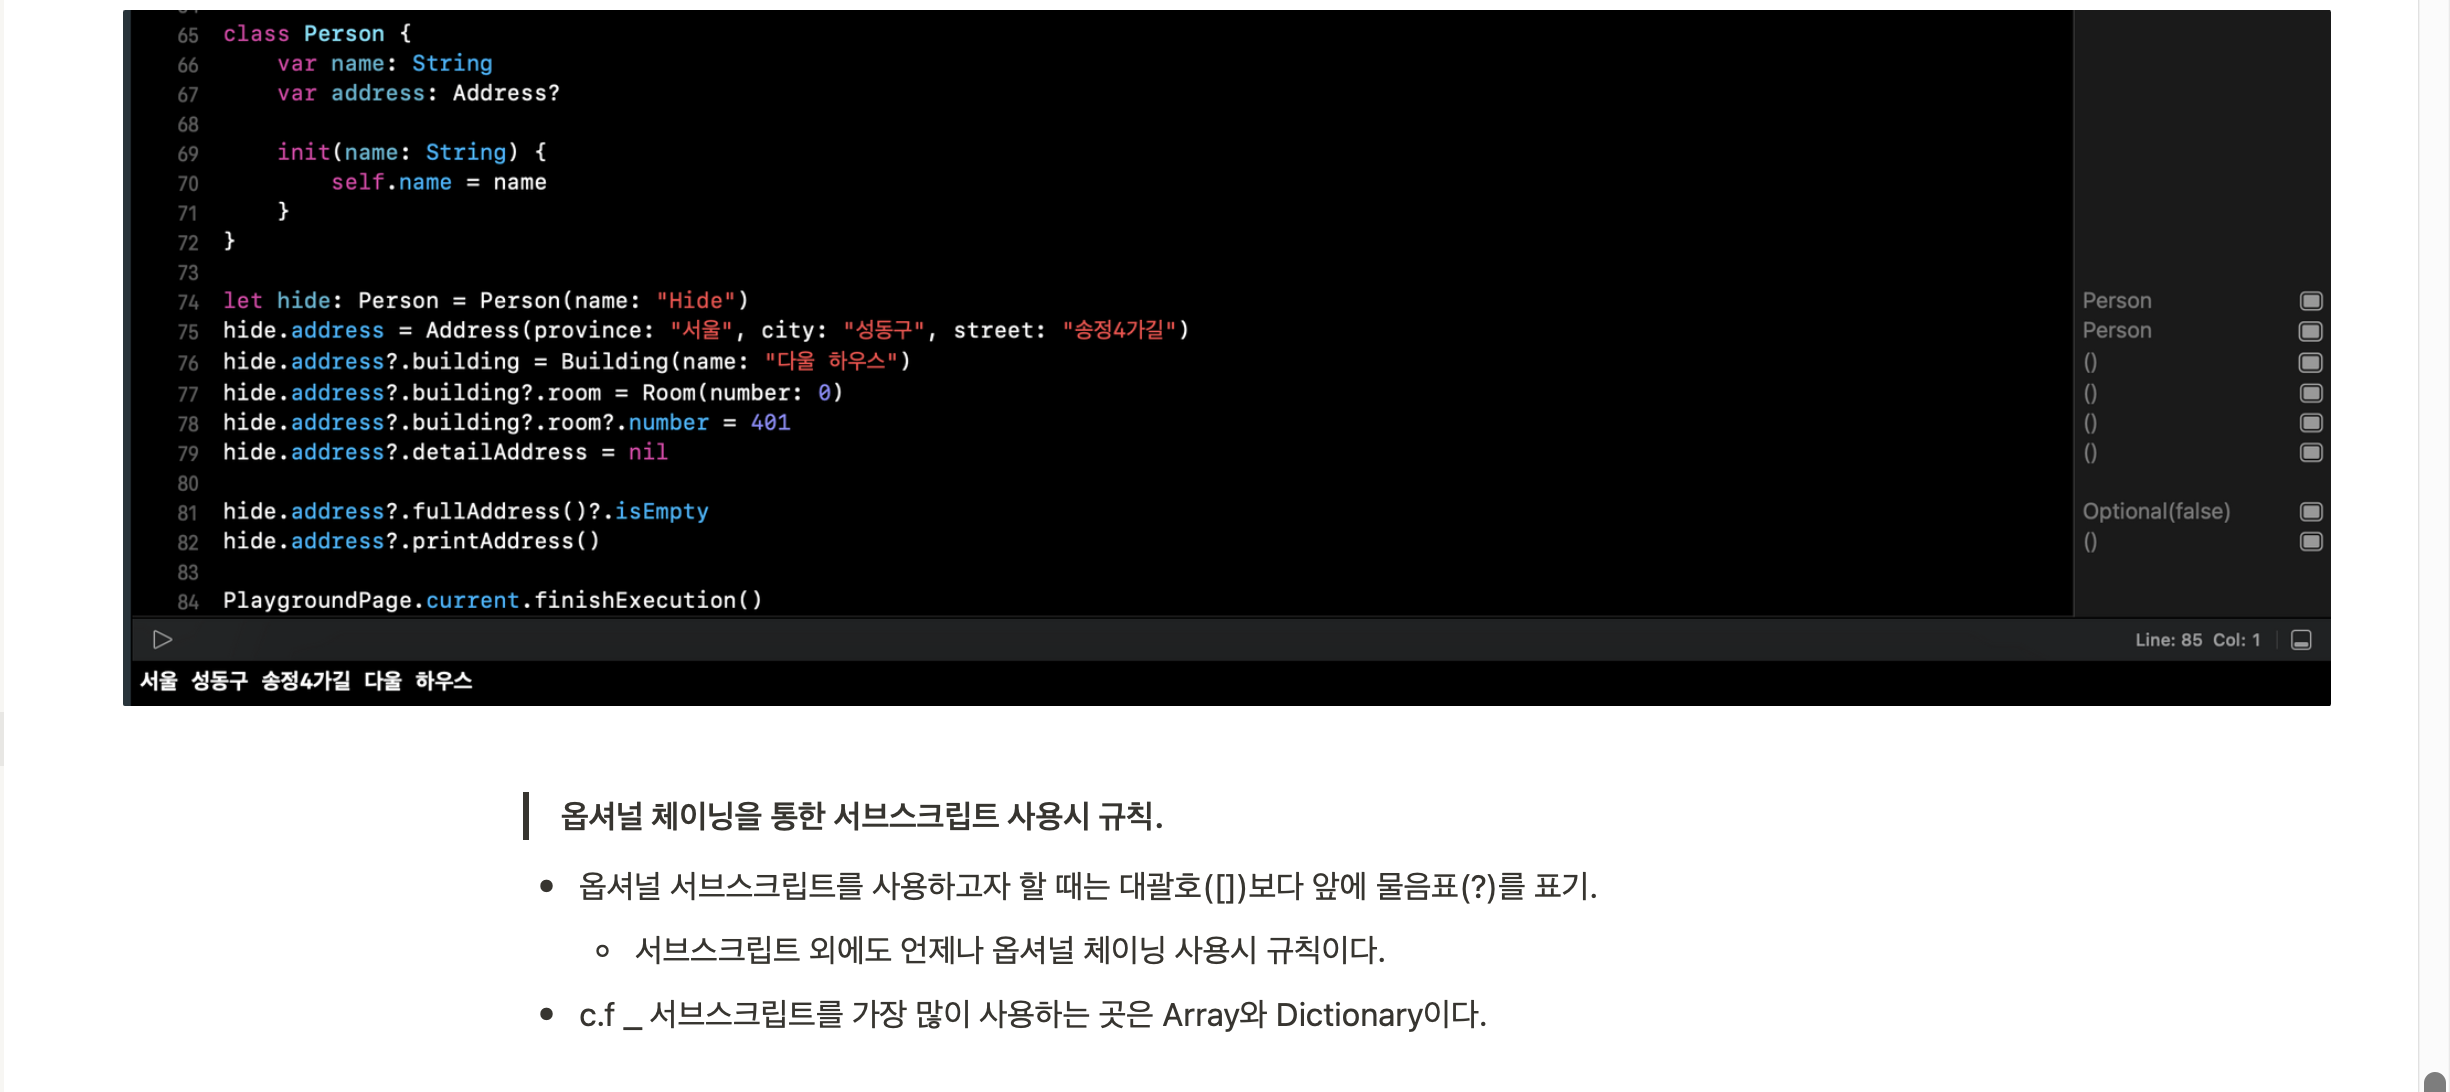 65 class Person {
66 var name: String
67 var address: Address?
68
69 init(name: String) {
70 self.name = name
71 }
72 }
73
74 let hide: Person = Person(name: "Hide") Person
75 hide.address = Address(province: "서울", city: "성동구", street: "송정4가길") Person
76 hide.address?.building = Building(name: "다울 하우스") ()
77 hide.address?.building?.room = Room(number: 0) ()
78 hide.address?.building?.room?.number = 401 ()
79 hide.address?.detailAddress = nil ()
80
81 hide.address?.fullAddress()?.isEmpty Optional(false)
82 hide.address?.printAddress() ()
83
84 PlaygroundPage.current.finishExecution()
Line: 85 Col: 1
서울 성동구 송정4가길 다울 하우스
옵셔널 체이닝을 통한 서브스크립트 사용시 규칙.
• 옵셔널 서브스크립트를 사용하고자 할 때는 대괄호([])보다 앞에 물음표(?)를 표기.
◦ 서브스크립트 외에도 언제나 옵셔널 체이닝 사용시 규칙이다.
• c.f _ 서브스크립트를 가장 많이 사용하는 곳은 Array와 Dictionary이다.